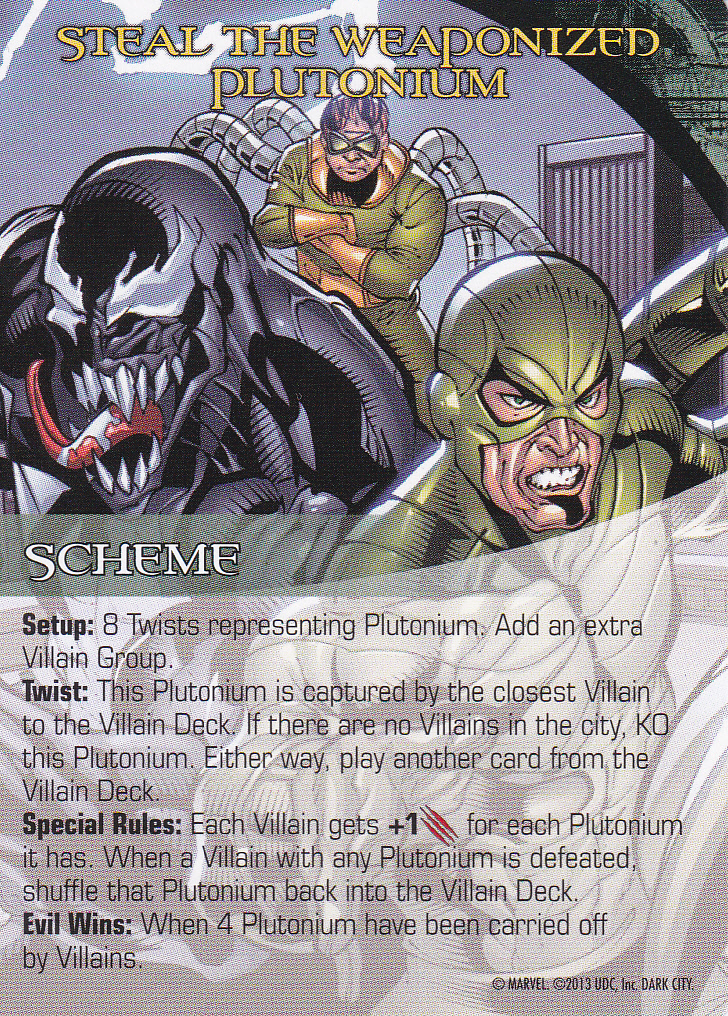 STEAL THE WEAPONIZED
PLUTONIUM
SCHEME
Setup: 8 Twists representing Plutonium. Add an extra
Villain Group.
Twist: This Plutonium is captured by the closest Villain
to the Villain Deck. If there are no Villains in the city, KO
this Plutonium. Either way, play another card from the
Villain Deck.
Special Rules: Each Villain gets +1 for each Plutonium
it has. When a Villain with any Plutonium is defeated,
shuffle that Plutonium back into the Villain Deck.
Evil Wins: When 4 Plutonium have been carried off
by Villains.
© MARVEL. ©2013 UDC, Inc. DARK CITY.